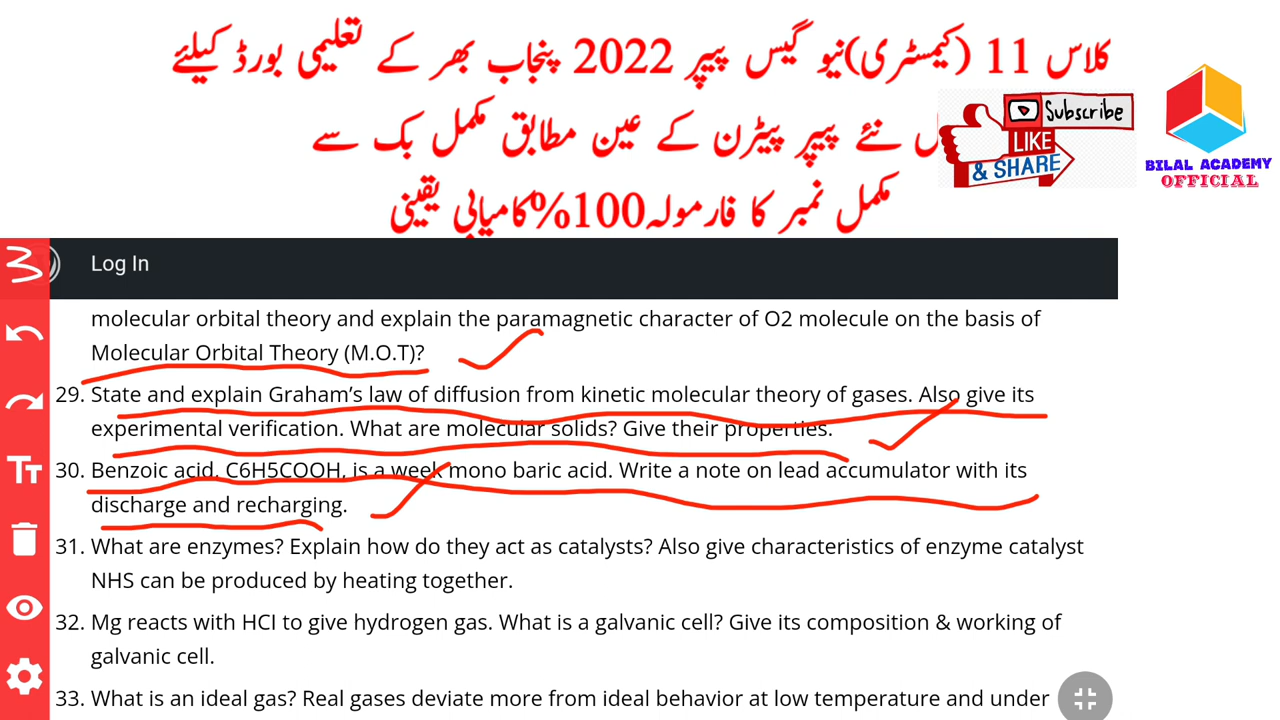 کلاس 11 (کیمسٹری)نیو گیس پیپر 2022 پنجاب بھر کے تعلیمی بورڈ کیلئے
نئے پیپر پیٹرن کے عین مطابق مکمل بک سے
مکمل نمبر کا فارمولہ100%کامیابی یقینی
Subscribe
LIKE
& SHARE
BILAL ACADEMY
OFFICIAL
Log In
molecular orbital theory and explain the paramagnetic character of O2 molecule on the basis of
Molecular Orbital Theory (M.O.T)?
29. State and explain Graham’s law of diffusion from kinetic molecular theory of gases. Also give its
experimental verification. What are molecular solids? Give their properties.
30. Benzoic acid, C6H5COOH, is a week mono baric acid. Write a note on lead accumulator with its
discharge and recharging.
31. What are enzymes? Explain how do they act as catalysts? Also give characteristics of enzyme catalyst
NHS can be produced by heating together.
32. Mg reacts with HCI to give hydrogen gas. What is a galvanic cell? Give its composition & working of
galvanic cell.
33. What is an ideal gas? Real gases deviate more from ideal behavior at low temperature and under